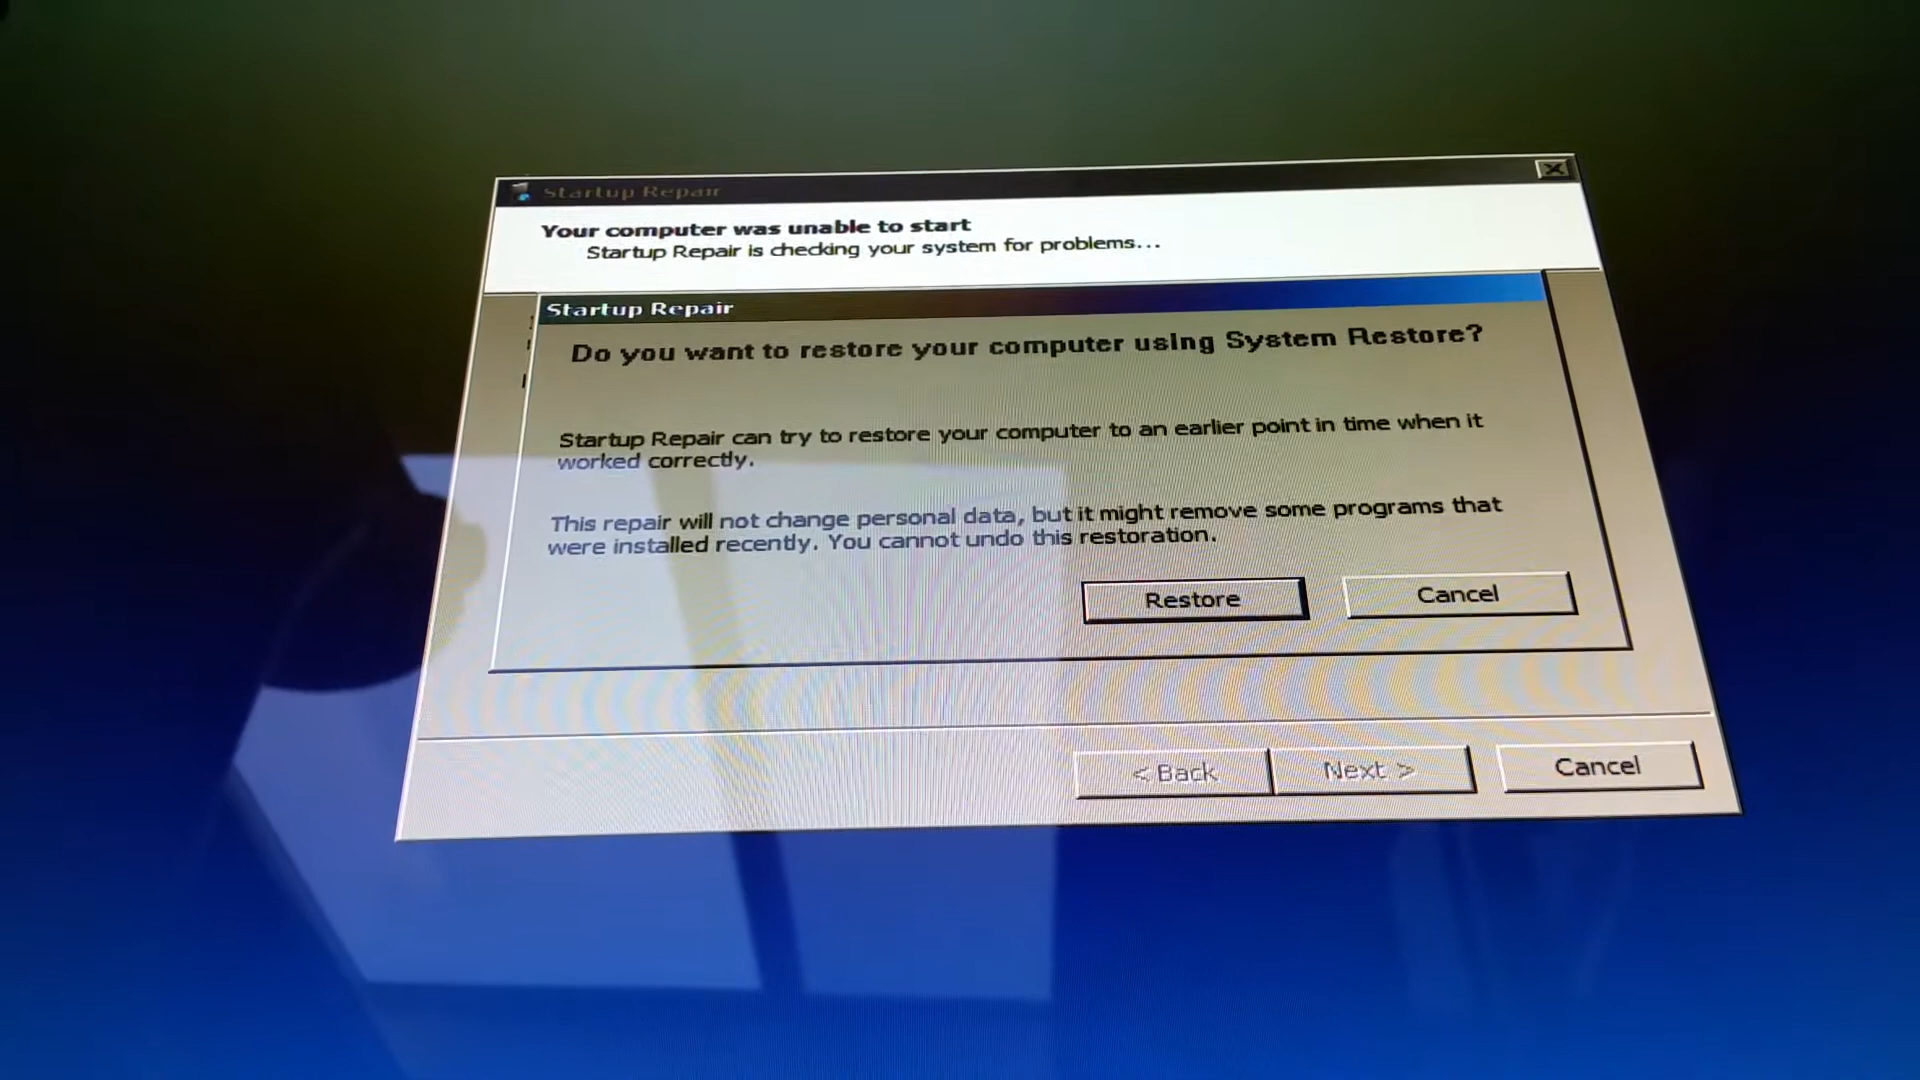 Startup Repair
Your computer was unable to start
Startup Repair is checking your system for problems...
Startup Repair
Do you want to restore your computer using System Restore?
Startup Repair can try to restore your computer to an earlier point in time when it
worked correctly.
This repair will not change personal data, but it might remove some programs that
were installed recently. You cannot undo this restoration.
Restore
Cancel
< Back
Next >
Cancel